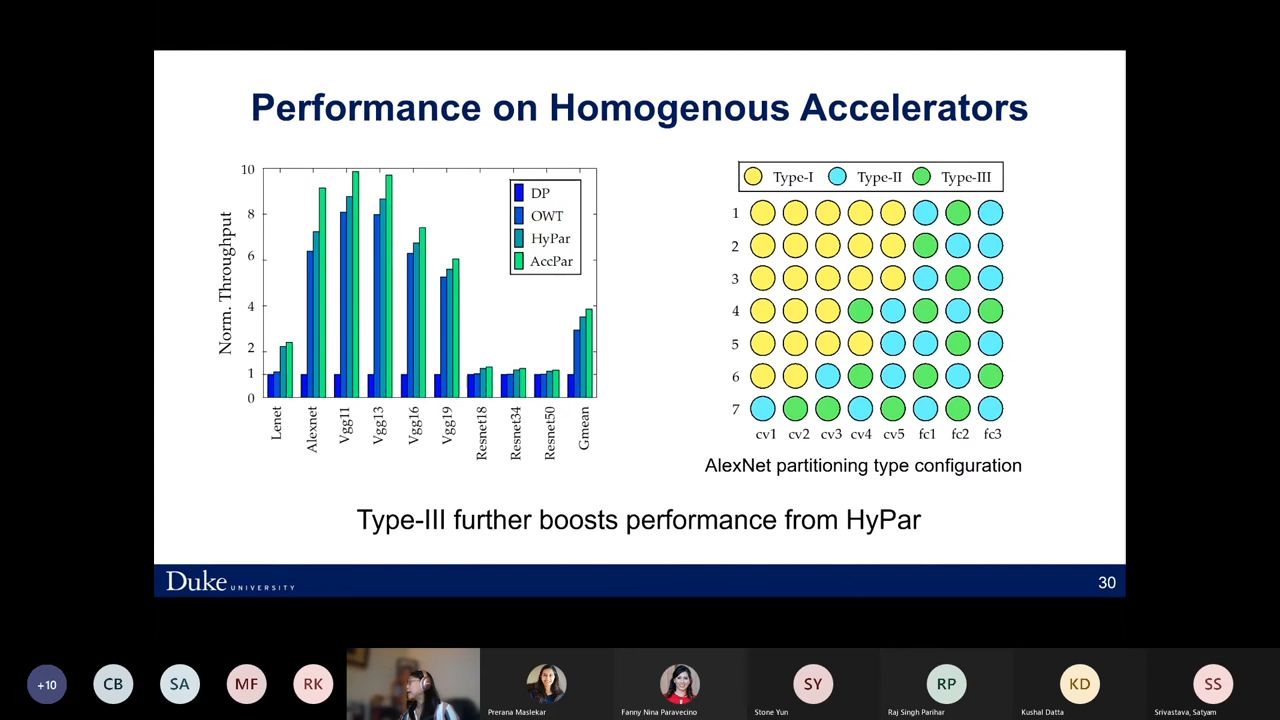 Performance on Homogenous Accelerators
10
8
6
4
2
1
0
Norm. Throughput
DP
OWT
HyPar
AccPar
Lenet
Alexnet
Vgg11
Vgg13
Vgg16
Vgg19
Resnet18
Resnet34
Resnet50
Gmean
Type-I Type-II Type-III
1
2
3
4
5
6
7
cv1 cv2 cv3 cv4 cv5 fc1 fc2 fc3
AlexNet partitioning type configuration
Type-III further boosts performance from HyPar
Duke UNIVERSITY
30
+10 CB SA MF RK SY RP KD SS
Prerana Maslekar Fanny Nina Paravecino Stone Yun Raj Singh Parihar Kushal Datta Srivastava, Satyam